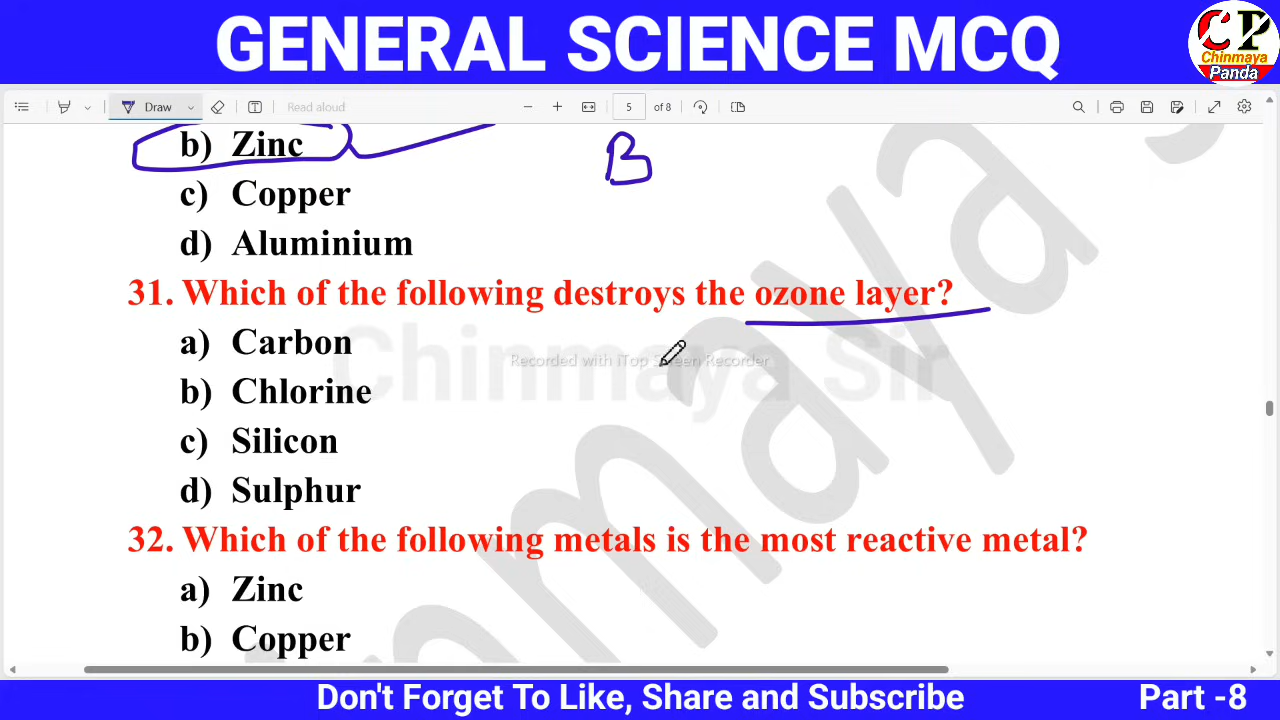 GENERAL SCIENCE MCQ
CP
Chinmaya
Panda
Draw
Read aloud
5 of 8
b) Zinc
B
c) Copper
d) Aluminium
31. Which of the following destroys the ozone layer?
a) Carbon
Chinmaya Sir
Recorded with iTop Screen Recorder
b) Chlorine
c) Silicon
d) Sulphur
32. Which of the following metals is the most reactive metal?
a) Zinc
b) Copper
Don't Forget To Like, Share and Subscribe
Part -8